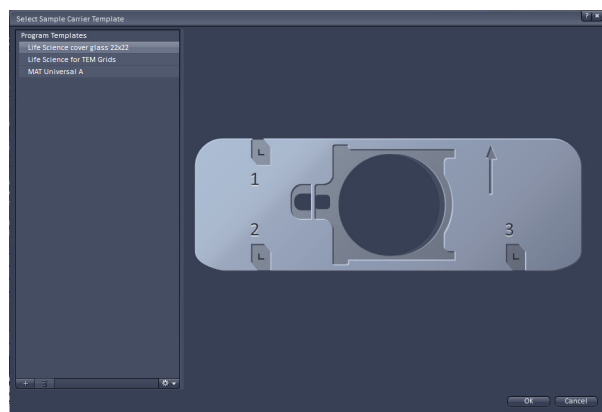 Select Sample Carrier Template
Program Templates
Life Science cover glass 22x22
Life Science for TEM Grids
MAT Universal A
1
2
3
OK
Cancel